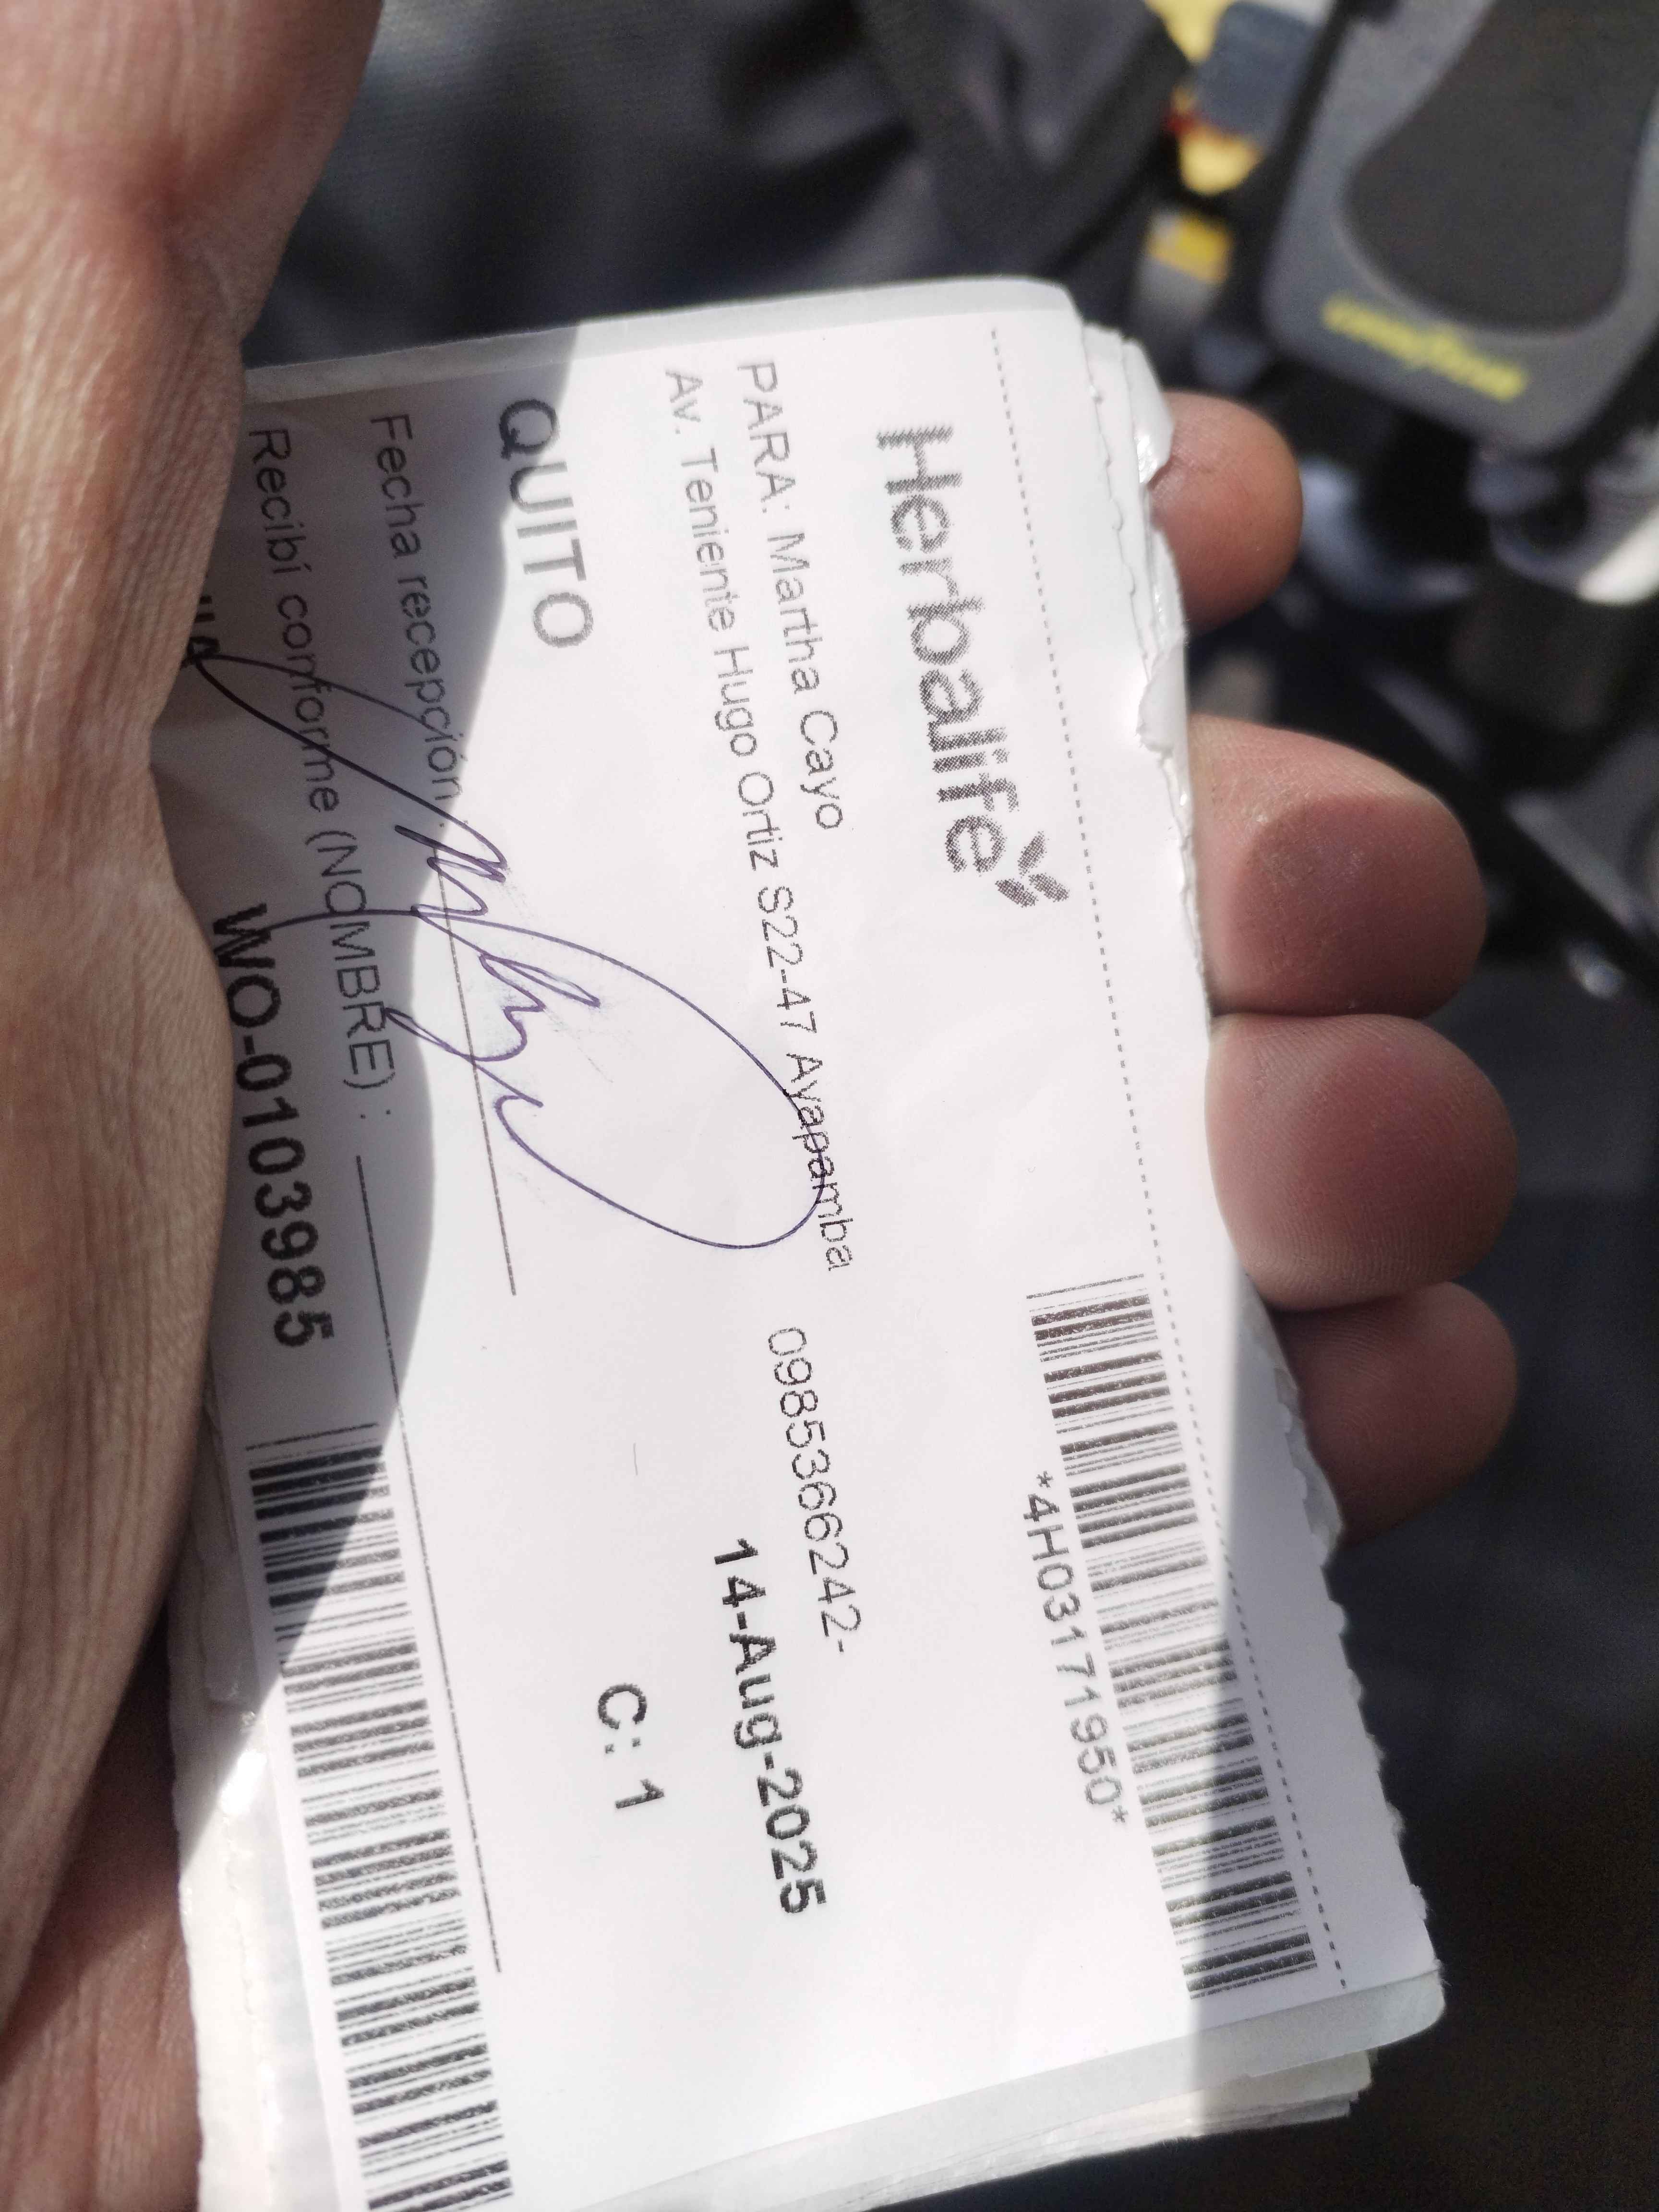 Herbalife
*4H03171950*
PARA: Martha Cayo
0985366242-
Av. Teniente Hugo Ortiz S22-47 Ayapamba
14-Aug-2025
QUITO
C: 1
Fecha recepción:
Recibí conforme (NOMBRE) :
WO-0103985